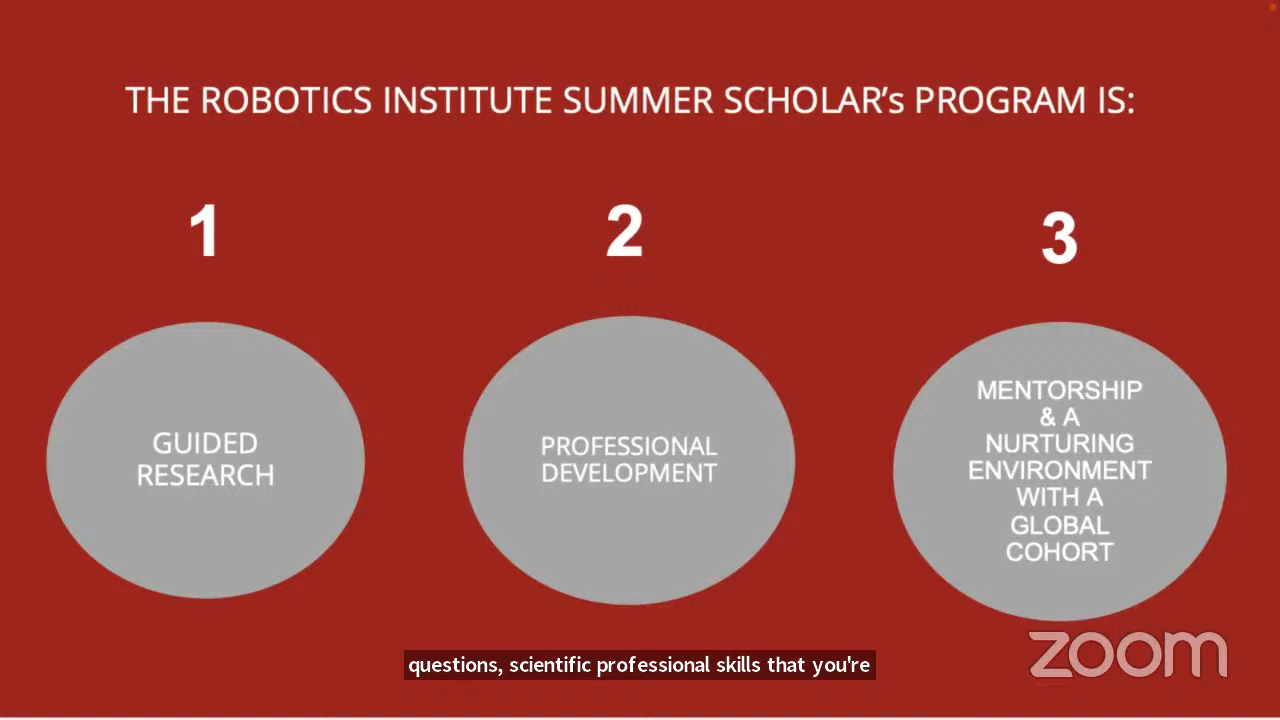 THE ROBOTICS INSTITUTE SUMMER SCHOLAR’s PROGRAM IS:
1
2
3
GUIDED
RESEARCH
PROFESSIONAL
DEVELOPMENT
MENTORSHIP
& A
NURTURING
ENVIRONMENT
WITH A
GLOBAL
COHORT
zoom
questions, scientific professional skills that you're